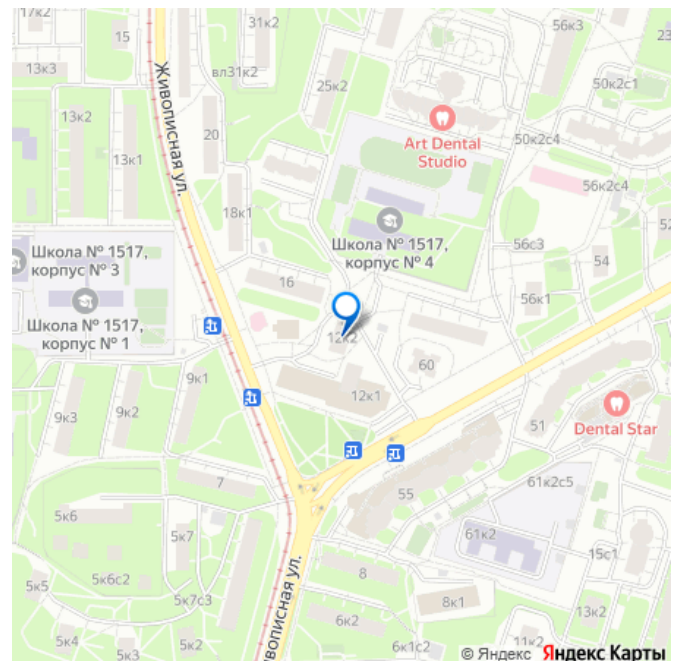 17к2
31к2
56к3
15
23
13к3
вл31к2
25к2
50к2с1
Живописная ул.
13к2
20
Art Dental
Studio
50к2с4
13к1
56к2с4
18к1
Школа № 1517,
корпус № 4
52
56с3
Школа № 1517,
корпус № 3
54
16
56к1
Школа № 1517,
корпус № 1
12к2
60
9к1
12к1
9к3
9к2
51
Dental Star
7
61к2с5
55
5к6
5к7
61к2
15с1
5к6с2
8
5к5
5к7с3
8к1
13к2
Живописная ул.
6к2
5к4
5к3
5к2
6к1с2
11к2
© Яндекс Яндекс Карты